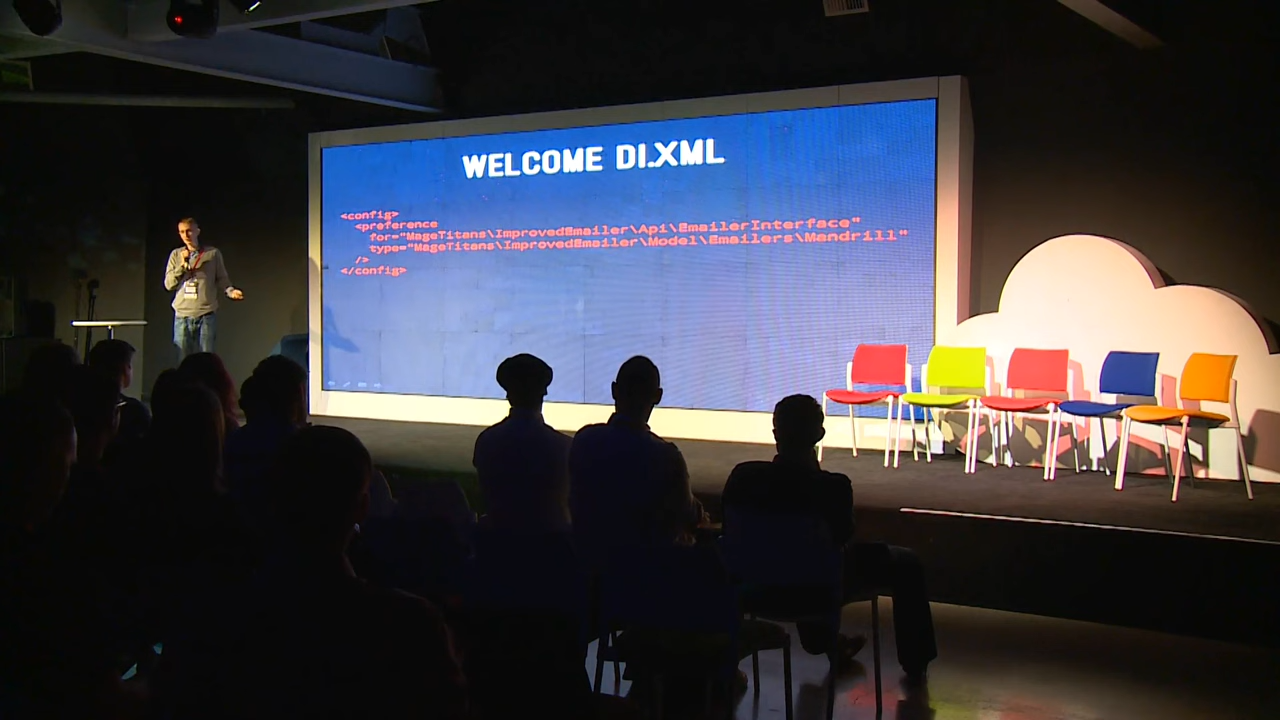 WELCOME DI.XML
<config>
<preference
for="MageTitans\ImprovedEmailer\Api\EmailerInterface"
type="MageTitans\ImprovedEmailer\Model\Emailers\Mandrill"
/>
</config>